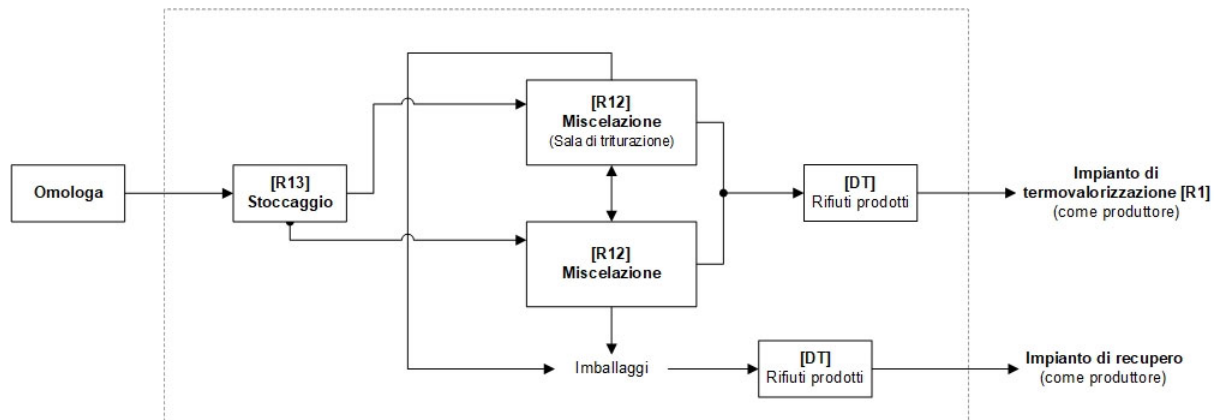 Omologa
[R13]
Stoccaggio
[R12]
Miscelazione
(Sala di triturazione)
[R12]
Miscelazione
Imballaggi
[DT]
Rifiuti prodotti
Impianto di
termovalorizzazione [R1]
(come produttore)
[DT]
Rifiuti prodotti
Impianto di recupero
(come produttore)